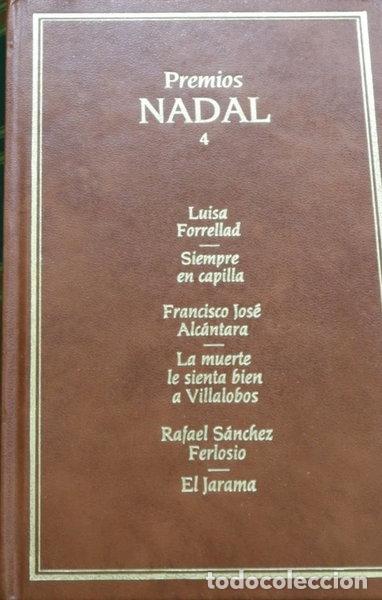 Premios
NADAL
4
Luisa
Forrellad
Siempre
en capilla
Francisco José
Alcántara
La muerte
le sienta bien
a Villalobos
Rafael Sánchez
Ferlosio
El Jarama
todocoleccion